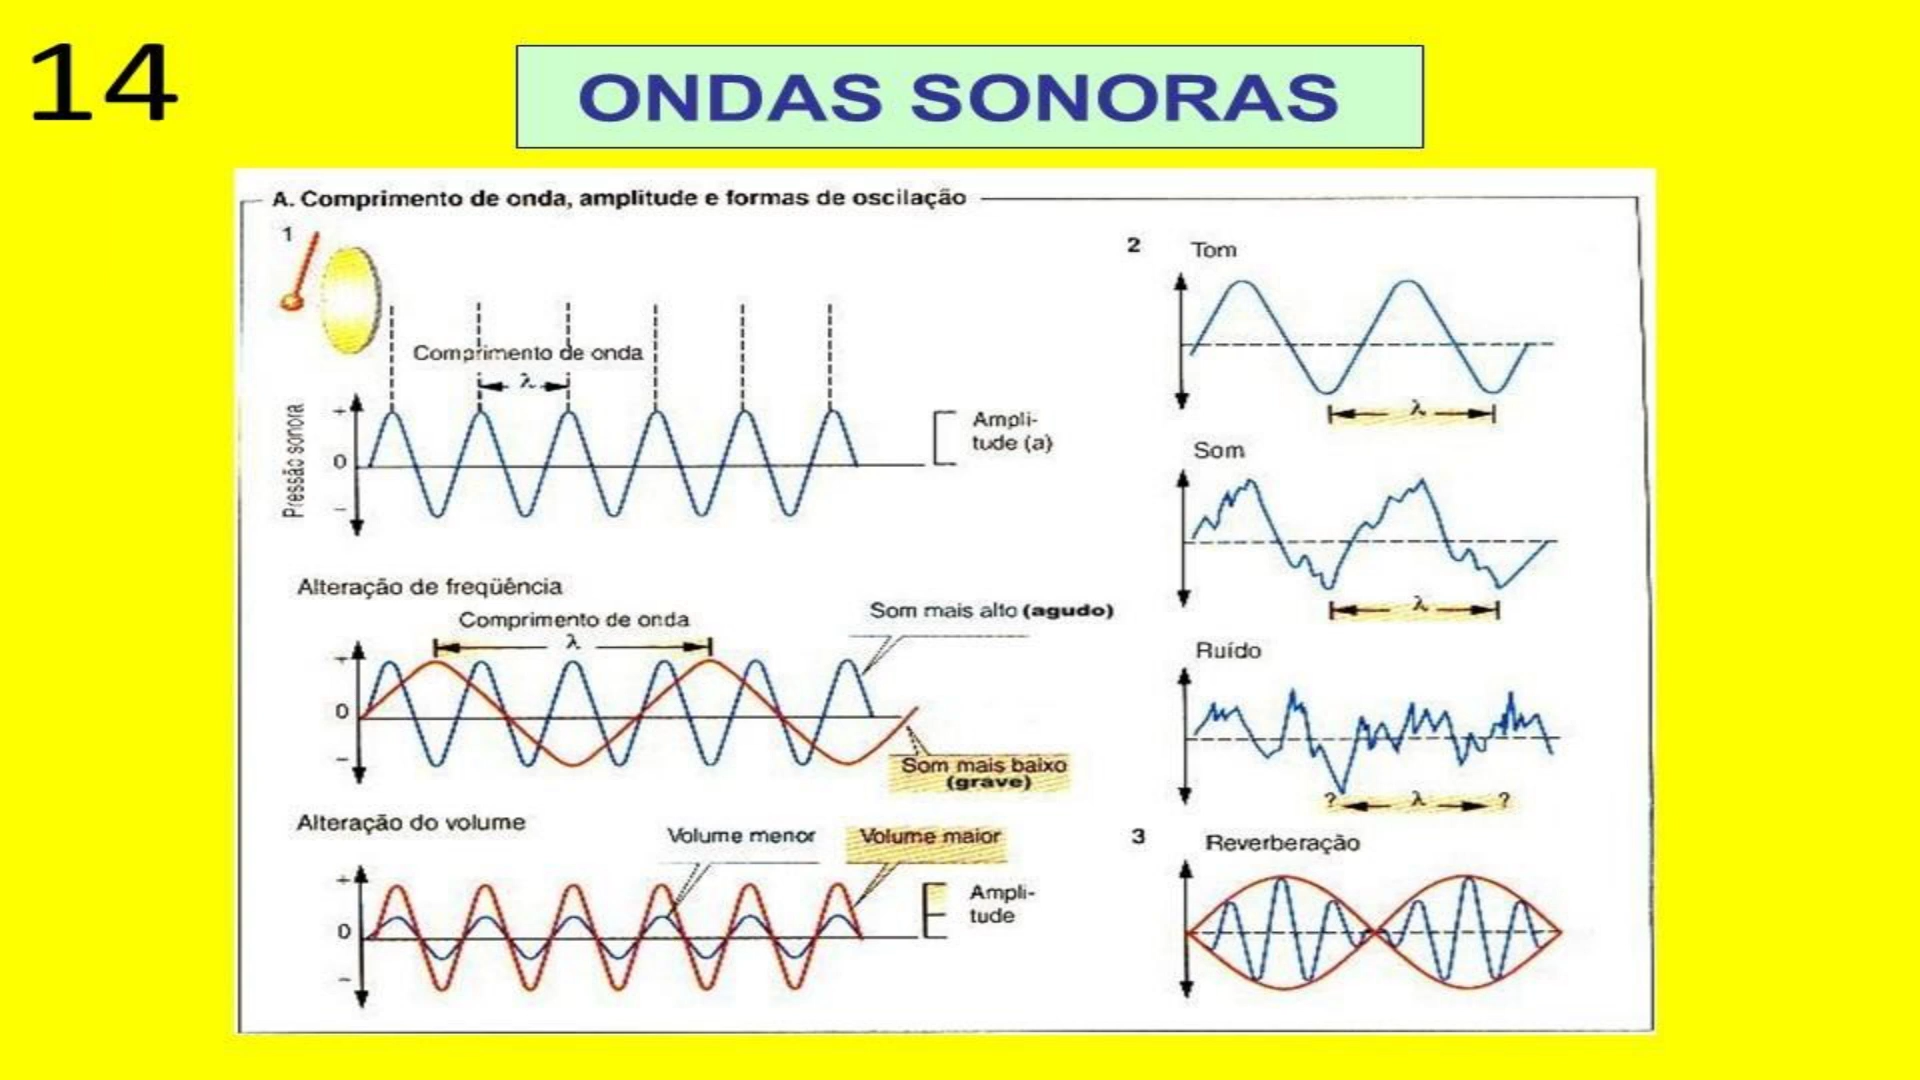 14
ONDAS SONORAS
A. Comprimento de onda, amplitude e formas de oscilação
1
Comprimento de onda
λ
Pressão sonora
+
0
–
Ampli-
tude (a)
Alteração de freqüência
Comprimento de onda
λ
Som mais alto (agudo)
+
0
–
Som mais baixo
(grave)
Alteração do volume
Volume menor
Volume maior
+
0
–
Ampli-
tude
2
Tom
λ
Som
λ
Ruído
? λ ?
3
Reverberação